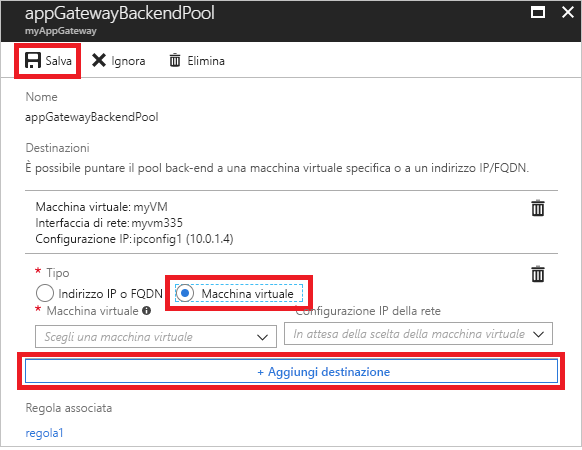 appGatewayBackendPool
myAppGateway
Salva Ignora Elimina
Nome
appGatewayBackendPool
Destinazioni
È possibile puntare il pool back-end a una macchina virtuale specifica o a un indirizzo IP/FQDN.
Macchina virtuale: myVM
Interfaccia di rete: myvm335
Configurazione IP: ipconfig1 (10.0.1.4)
* Tipo
Indirizzo IP o FQDN Macchina virtuale
* Macchina virtuale Configurazione IP della rete
Scegli una macchina virtuale In attesa della scelta della macchina virtuale
+ Aggiungi destinazione
Regola associata
regola1